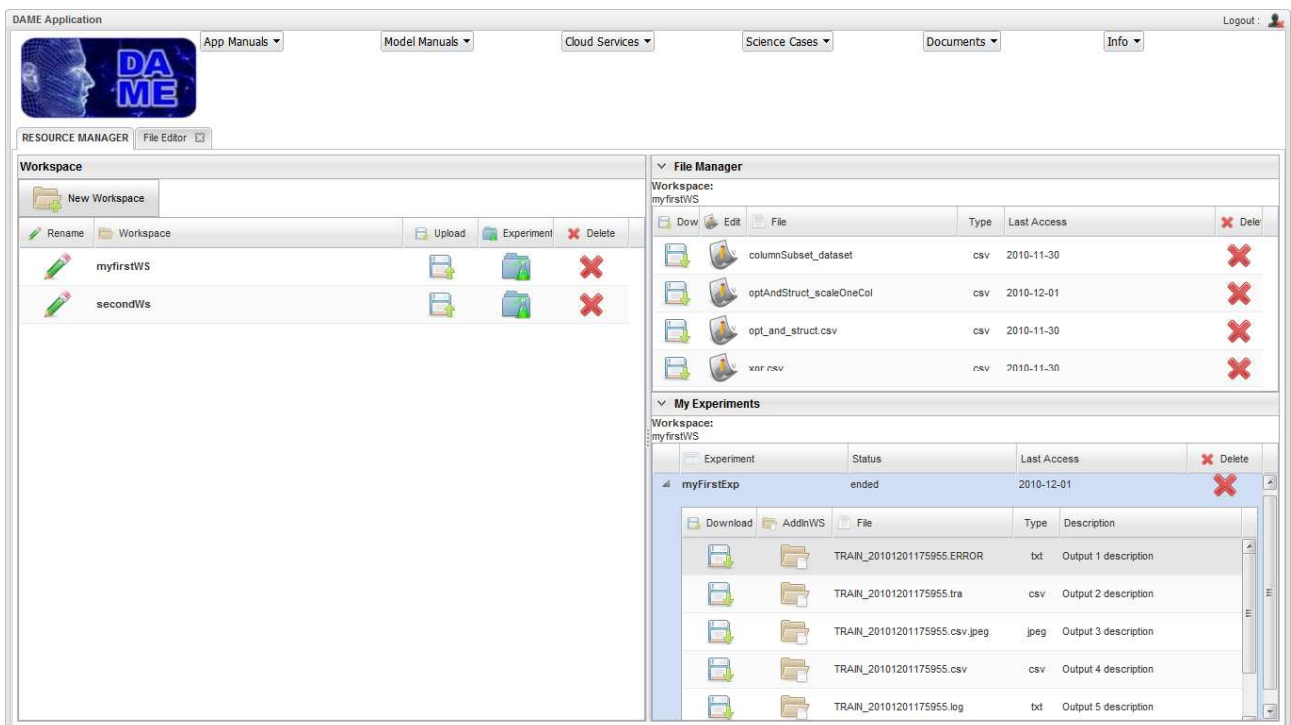 DAME Application
Logout :
DA
ME
App Manuals
Model Manuals
Cloud Services
Science Cases
Documents
Info
RESOURCE MANAGER
File Editor
Workspace
New Workspace
Rename Workspace Upload Experiment Delete
myfirstWS
secondWs
File Manager
Workspace:
myfirstWS
Dow Edit File Type Last Access Delet
columnSubset_dataset csv 2010-11-30
optAndStruct_scaleOneCol csv 2010-12-01
opt_and_struct.csv csv 2010-11-30
xor.csv csv 2010-11-30
My Experiments
Workspace:
myfirstWS
Experiment Status Last Access Delete
myFirstExp ended 2010-12-01
Download AddInWS File Type Description
TRAIN_20101201175955.ERROR txt Output 1 description
TRAIN_20101201175955.tra csv Output 2 description
TRAIN_20101201175955.csv.jpeg jpeg Output 3 description
TRAIN_20101201175955.csv csv Output 4 description
TRAIN_20101201175955.log txt Output 5 description